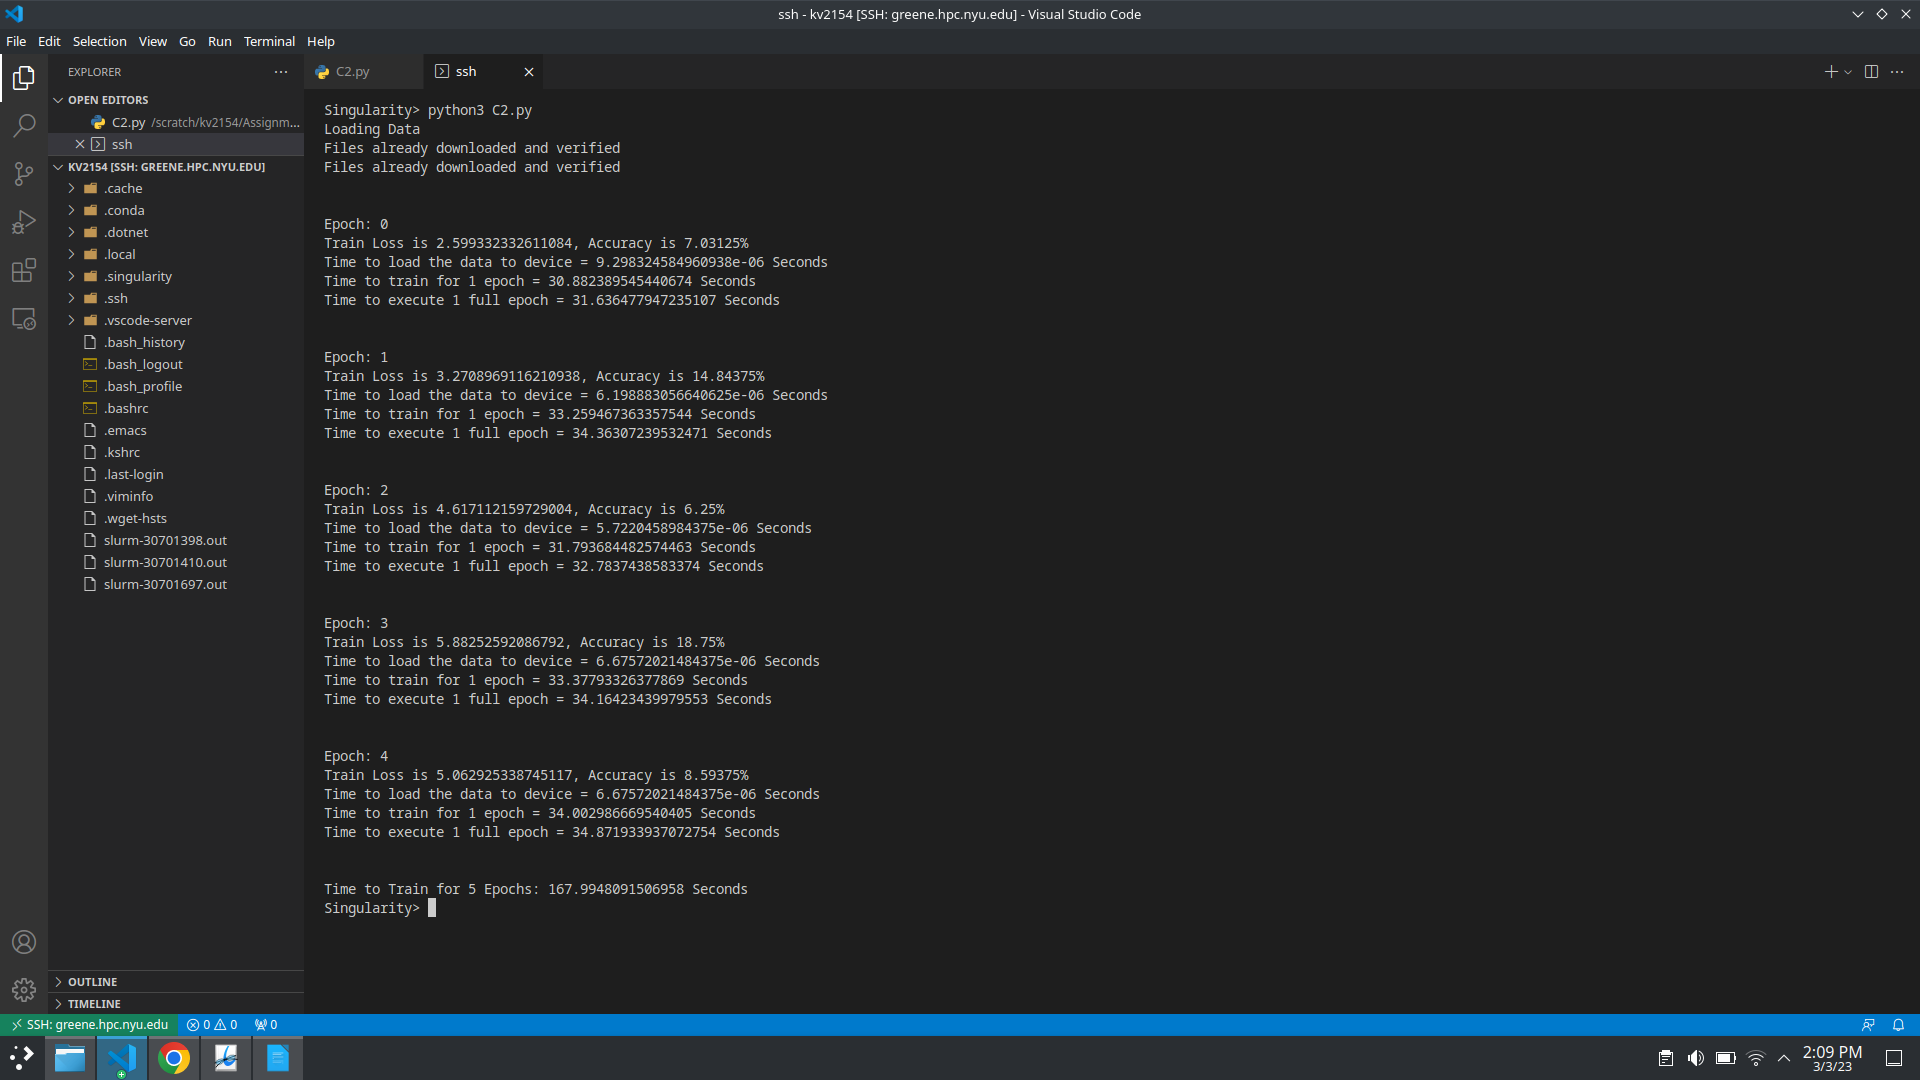 ssh - kv2154 [SSH: greene.hpc.nyu.edu] - Visual Studio Code
File Edit Selection View Go Run Terminal Help
EXPLORER
C2.py
ssh
OPEN EDITORS
C2.py /scratch/kv2154/Assignm...
ssh
KV2154 [SSH: GREENE.HPC.NYU.EDU]
.cache
.conda
.dotnet
.local
.singularity
.ssh
.vscode-server
.bash_history
.bash_logout
.bash_profile
.bashrc
.emacs
.kshrc
.last-login
.viminfo
.wget-hsts
slurm-30701398.out
slurm-30701410.out
slurm-30701697.out
OUTLINE
TIMELINE
Singularity> python3 C2.py
Loading Data
Files already downloaded and verified
Files already downloaded and verified
Epoch: 0
Train Loss is 2.599332332611084, Accuracy is 7.03125%
Time to load the data to device = 9.298324584960938e-06 Seconds
Time to train for 1 epoch = 30.882389545440674 Seconds
Time to execute 1 full epoch = 31.636477947235107 Seconds
Epoch: 1
Train Loss is 3.2708969116210938, Accuracy is 14.84375%
Time to load the data to device = 6.198883056640625e-06 Seconds
Time to train for 1 epoch = 33.259467363357544 Seconds
Time to execute 1 full epoch = 34.36307239532471 Seconds
Epoch: 2
Train Loss is 4.617112159729004, Accuracy is 6.25%
Time to load the data to device = 5.7220458984375e-06 Seconds
Time to train for 1 epoch = 31.793684482574463 Seconds
Time to execute 1 full epoch = 32.7837438583374 Seconds
Epoch: 3
Train Loss is 5.88252592086792, Accuracy is 18.75%
Time to load the data to device = 6.67572021484375e-06 Seconds
Time to train for 1 epoch = 33.37793326377869 Seconds
Time to execute 1 full epoch = 34.16423439979553 Seconds
Epoch: 4
Train Loss is 5.062925338745117, Accuracy is 8.59375%
Time to load the data to device = 6.67572021484375e-06 Seconds
Time to train for 1 epoch = 34.002986669540405 Seconds
Time to execute 1 full epoch = 34.871933937072754 Seconds
Time to Train for 5 Epochs: 167.9948091506958 Seconds
Singularity>
SSH: greene.hpc.nyu.edu 0 0 0
2:09 PM
3/3/23